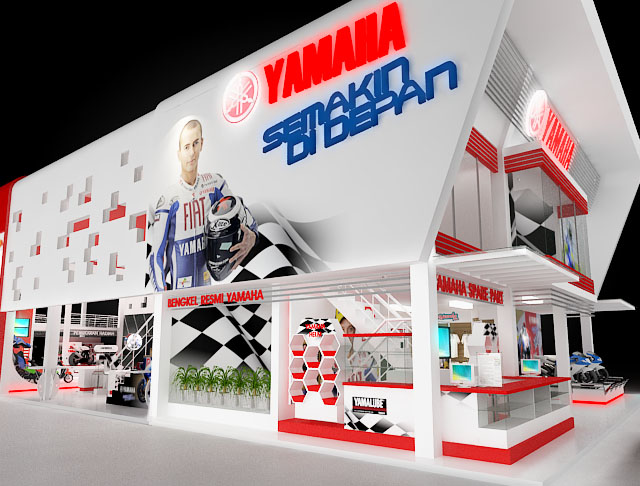 YAMAHA
SEMAKIN
DI DEPAN
YAMAHA
FIAT
YAMAHA
BENGKEL RESMI YAMAHA
YAMAHA SPARE PART
YAMALUBE